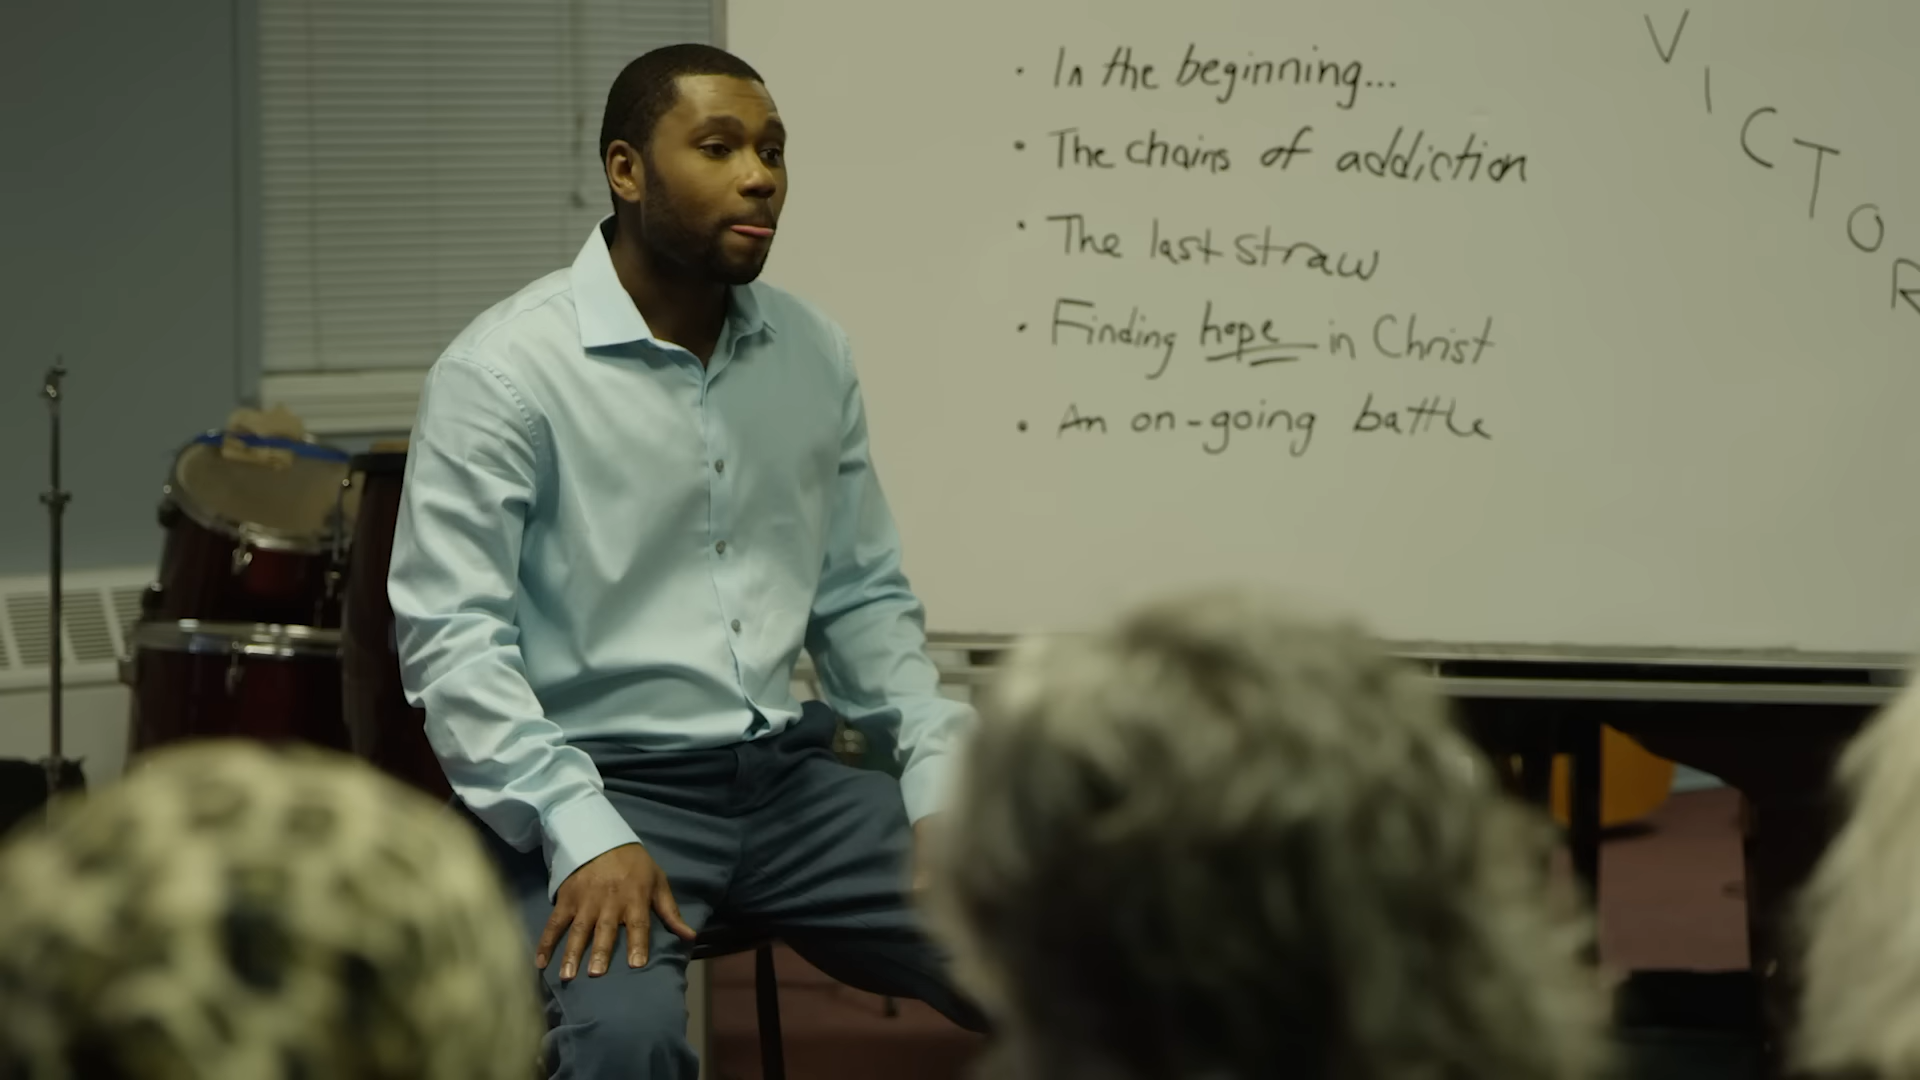 • In the beginning...
• The chains of addiction
• The last straw
• Finding hope in Christ
• An on-going battle
VICTOR